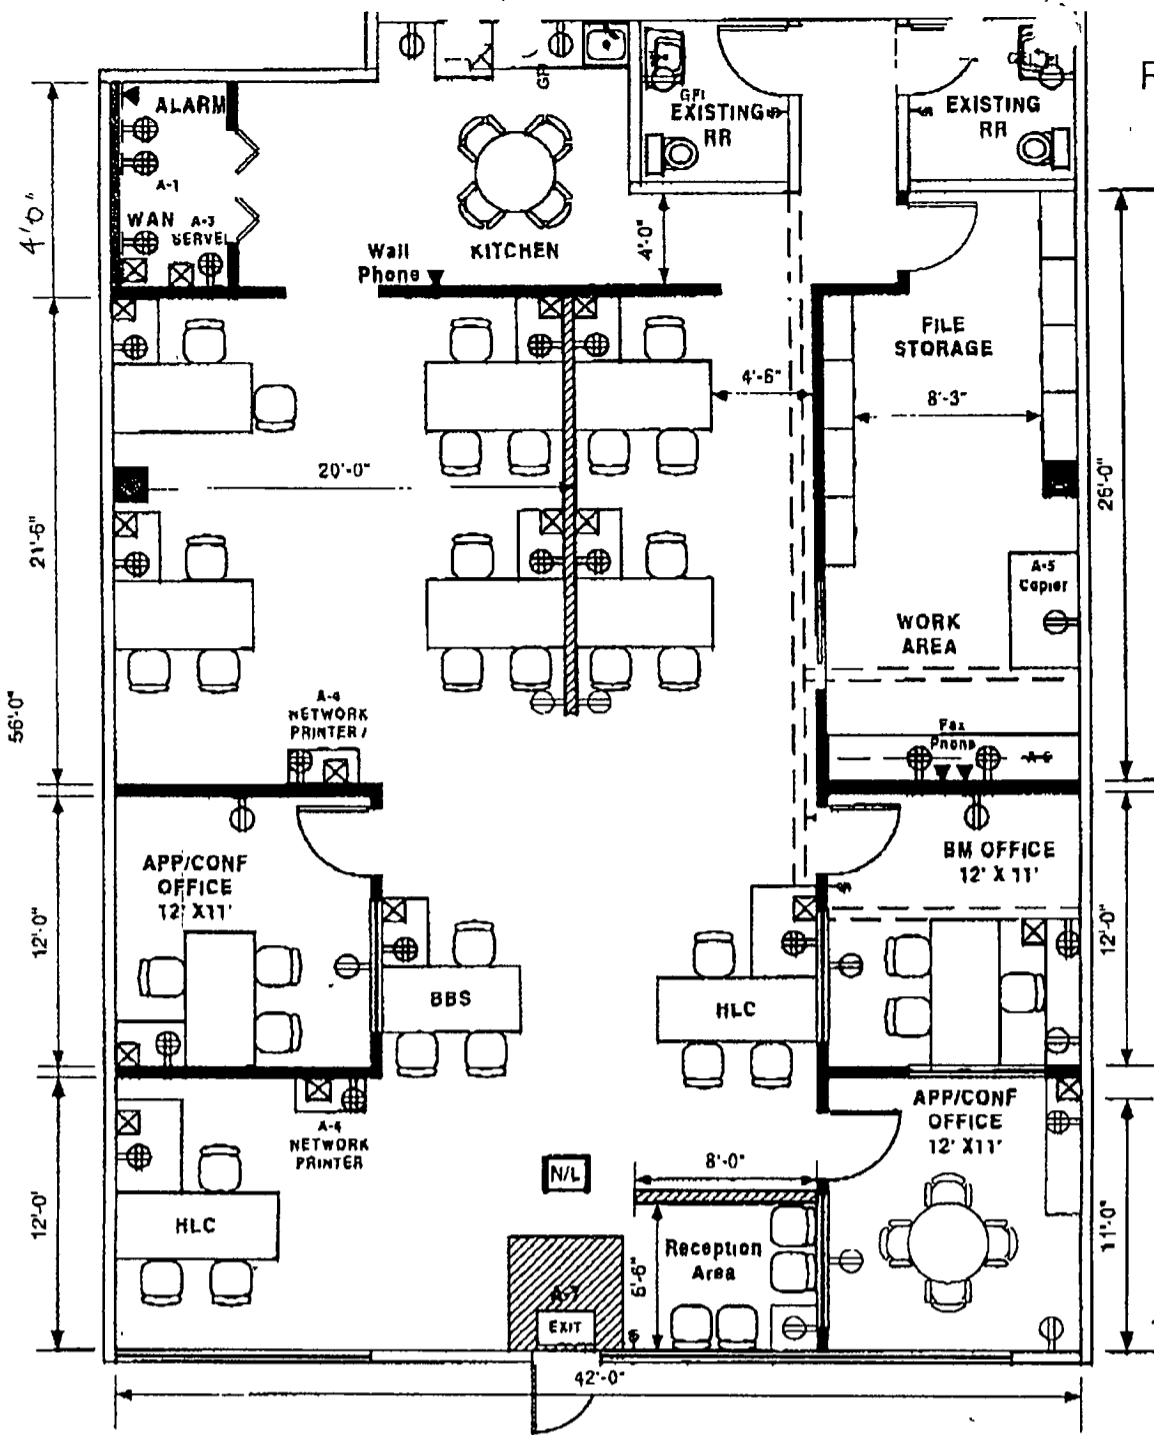 ALARM
A-1
WAN
A-3
SERVER
4'0"
GFI
GFI
EXISTING
RR
EXISTING
RR
KITCHEN
Wall
Phone
4'-0"
FILE
STORAGE
4'-6"
8'-3"
20'-0"
21'-6"
26'-0"
A-5
Copier
WORK
AREA
56'-0"
A-4
NETWORK
PRINTER /
Fax
Phone
A-6
APP/CONF
OFFICE
12' X11'
BM OFFICE
12' X 11'
12'-0"
12'-0"
BBS
HLC
A-4
NETWORK
PRINTER
APP/CONF
OFFICE
12' X11'
N/L
8'-0"
12'-0'
HLC
Reception
Area
6'-6"
11'-0"
A-7
EXIT
42'-0"